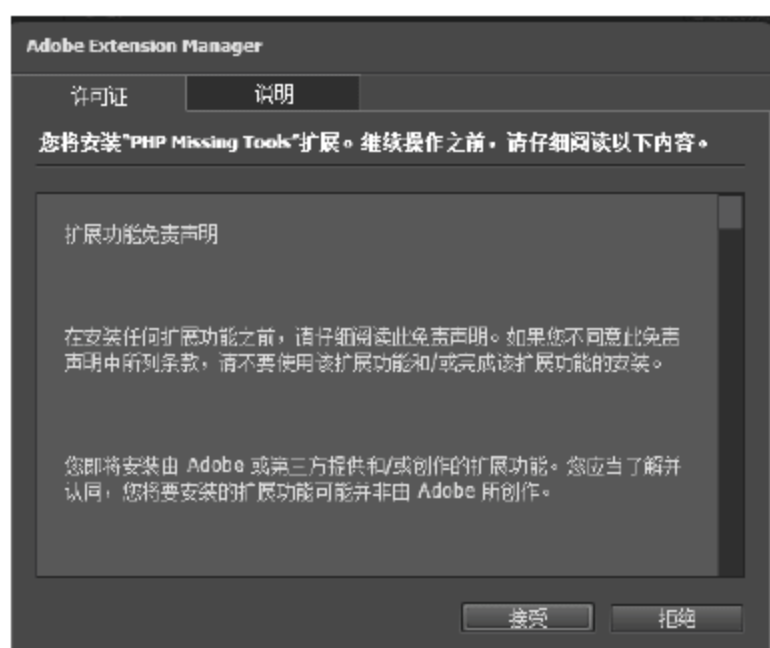 Adobe Extension Manager
许可证 说明
您将安装"PHP Missing Tools"扩展。继续操作之前，请仔细阅读以下内容。
扩展功能免责声明
在安装任何扩展功能之前，请仔细阅读此免责声明。如果您不同意此免责
声明中所列条款，请不要使用该扩展功能和/或完成该扩展功能的安装。
您即将安装由 Adobe 或第三方提供和/或创作的扩展功能。您应当了解并
认同，您将要安装的扩展功能可能并非由 Adobe 所创作。
接受 拒绝